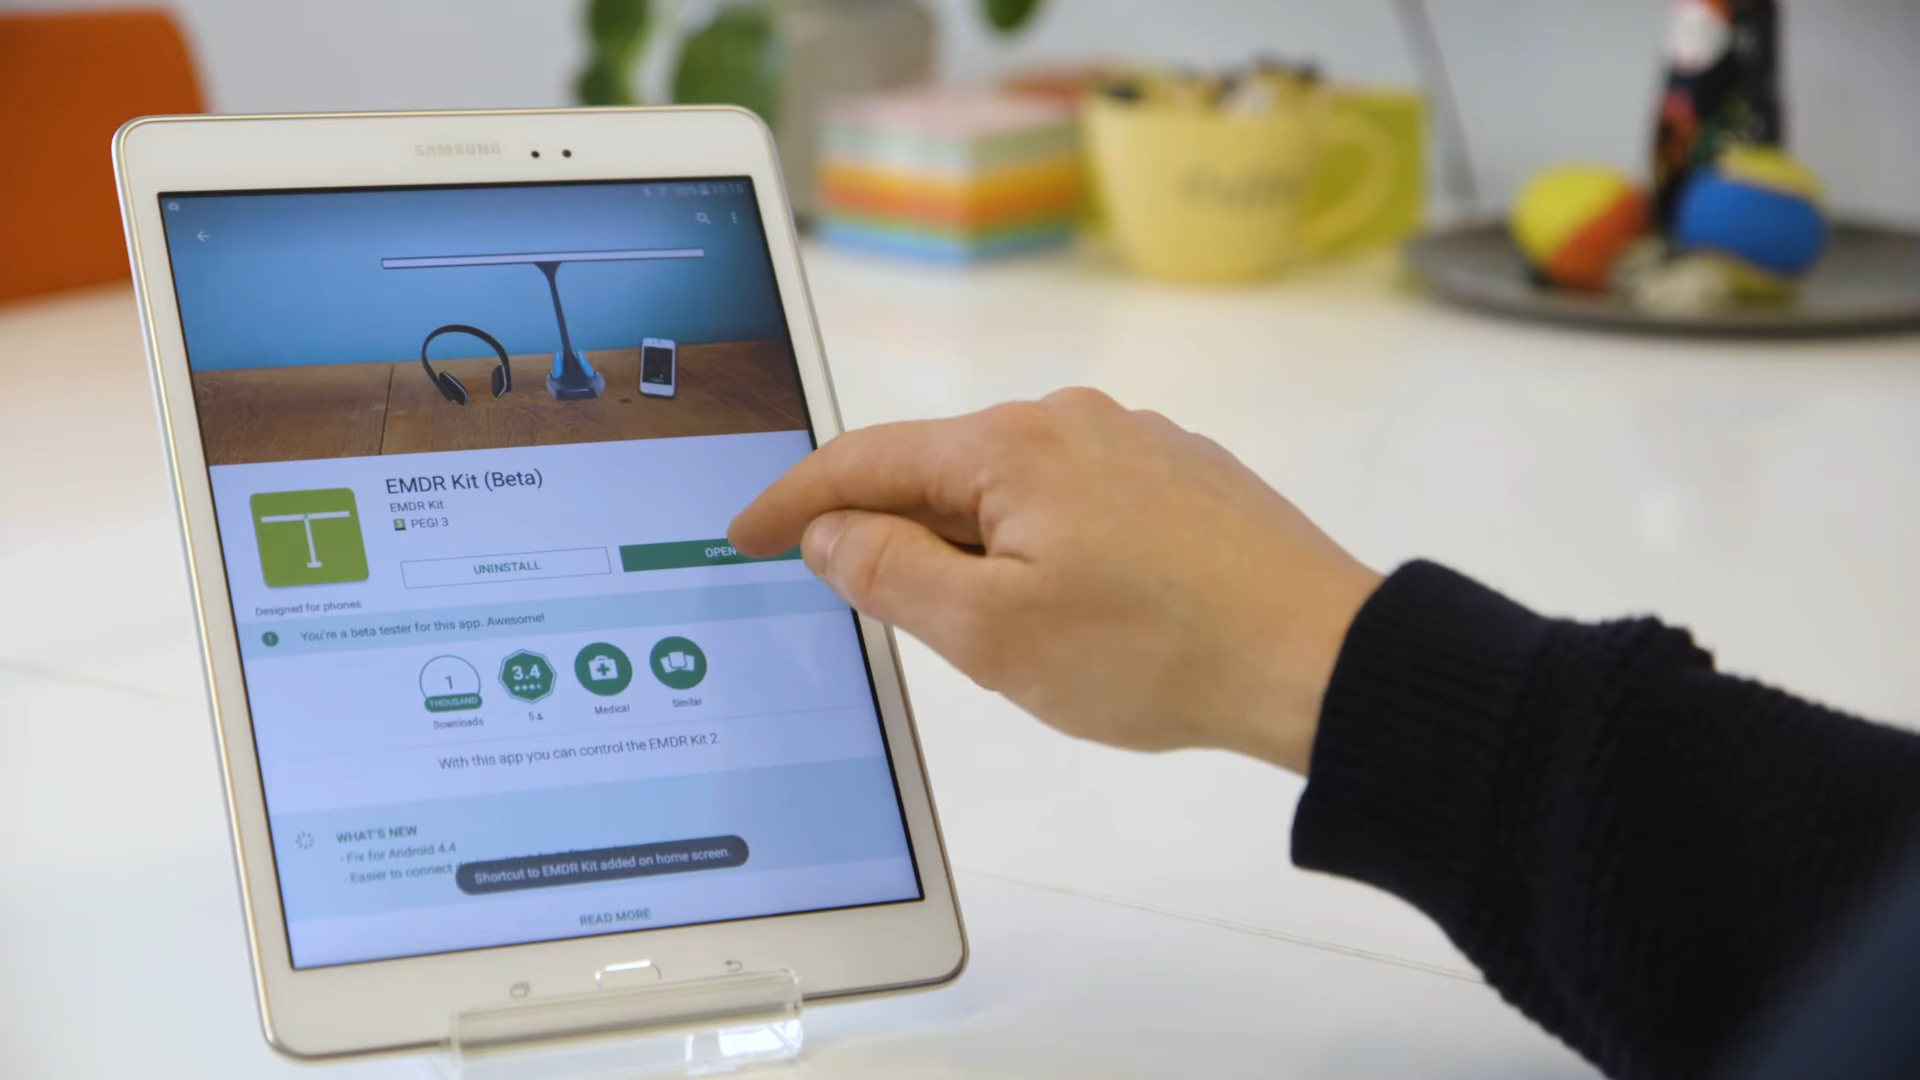 SAMSUNG
EMDR Kit (Beta)
EMDR Kit
3 PEGI 3
UNINSTALL
OPEN
Designed for phones
You're a beta tester for this app. Awesome!
1
THOUSAND
Downloads
3.4
5
Medical
Similar
With this app you can control the EMDR Kit 2.
WHAT'S NEW
- Fix for Android 4.4
- Easier to connect
Shortcut to EMDR Kit added on home screen.
READ MORE